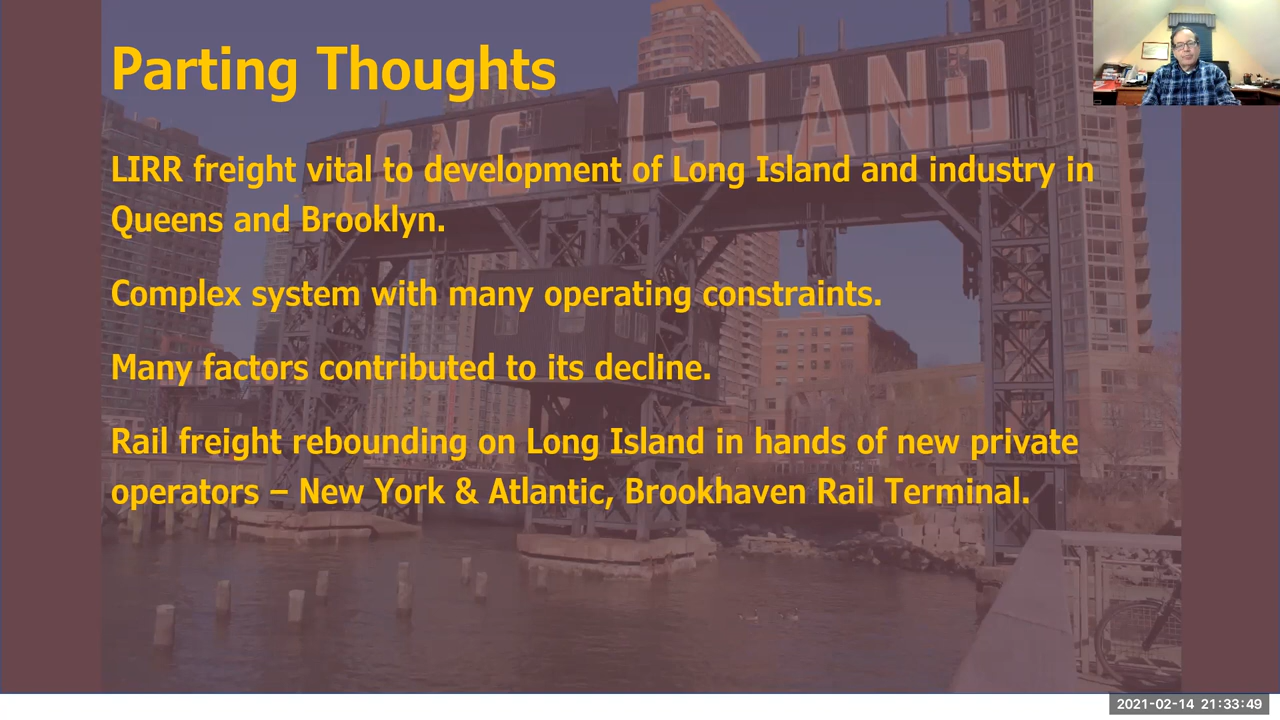 Parting Thoughts
LONG ISLAND
LIRR freight vital to development of Long Island and industry in
Queens and Brooklyn.
Complex system with many operating constraints.
Many factors contributed to its decline.
Rail freight rebounding on Long Island in hands of new private
operators – New York & Atlantic, Brookhaven Rail Terminal.
2021-02-14 21:33:49